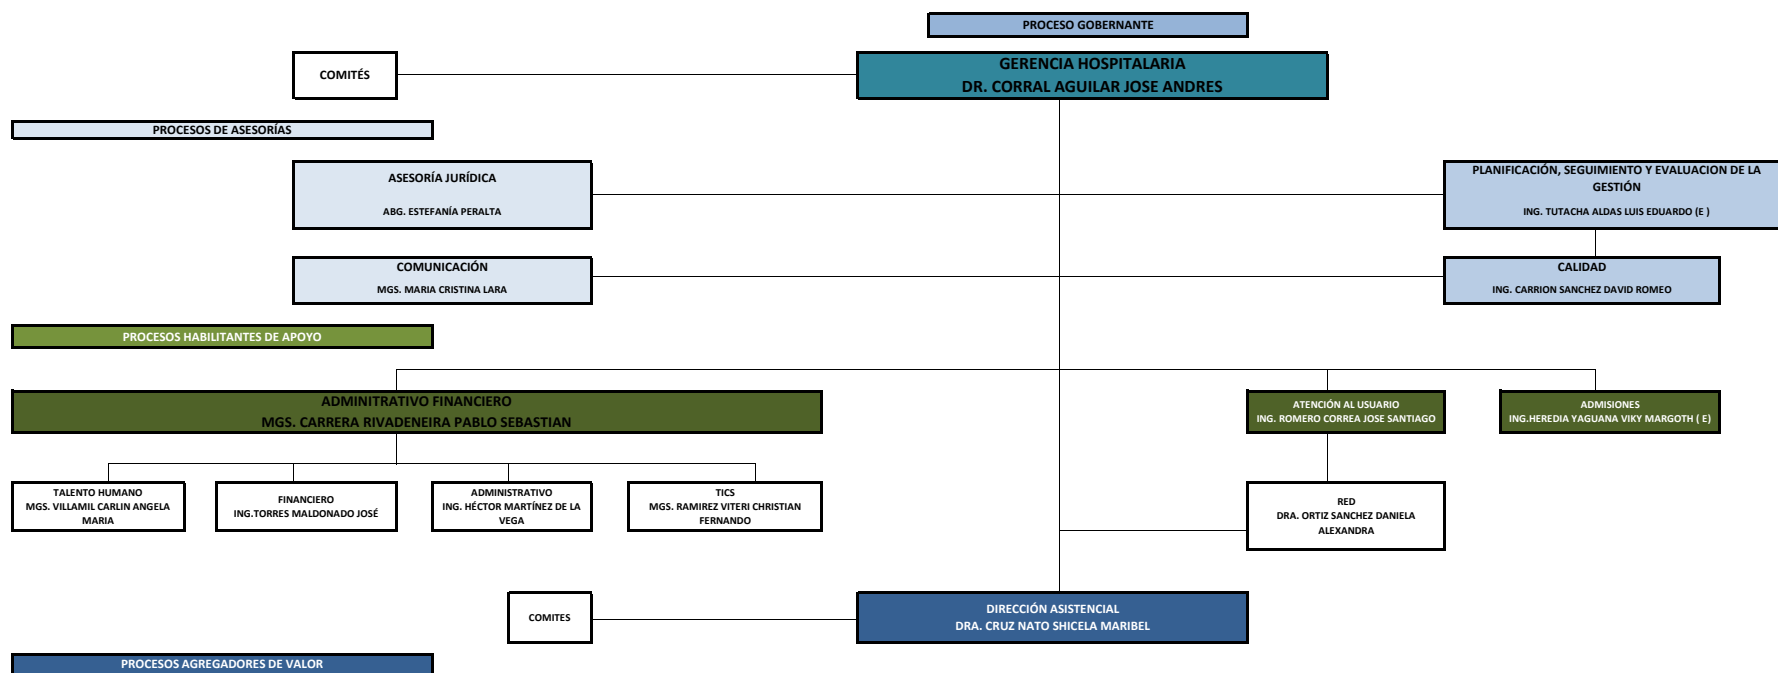 PROCESO GOBERNANTE
COMITÉS
GERENCIA HOSPITALARIA
DR. CORRAL AGUILAR JOSE ANDRES
PROCESOS DE ASESORÍAS
ASESORÍA JURÍDICA
ABG. ESTEFANÍA PERALTA
PLANIFICACIÓN, SEGUIMIENTO Y EVALUACION DE LA
GESTIÓN
ING. TUTACHA ALDAS LUIS EDUARDO (E )
COMUNICACIÓN
MGS. MARIA CRISTINA LARA
CALIDAD
ING. CARRION SANCHEZ DAVID ROMEO
PROCESOS HABILITANTES DE APOYO
ADMINITRATIVO FINANCIERO
MGS. CARRERA RIVADENEIRA PABLO SEBASTIAN
ATENCIÓN AL USUARIO
ING. ROMERO CORREA JOSE SANTIAGO
ADMISIONES
ING.HEREDIA YAGUANA VIKY MARGOTH ( E)
TALENTO HUMANO
MGS. VILLAMIL CARLIN ANGELA
MARIA
FINANCIERO
ING.TORRES MALDONADO JOSÉ
ADMINISTRATIVO
ING. HÉCTOR MARTÍNEZ DE LA
VEGA
TICS
MGS. RAMIREZ VITERI CHRISTIAN
FERNANDO
RED
DRA. ORTIZ SANCHEZ DANIELA
ALEXANDRA
COMITES
DIRECCIÓN ASISTENCIAL
DRA. CRUZ NATO SHICELA MARIBEL
PROCESOS AGREGADORES DE VALOR